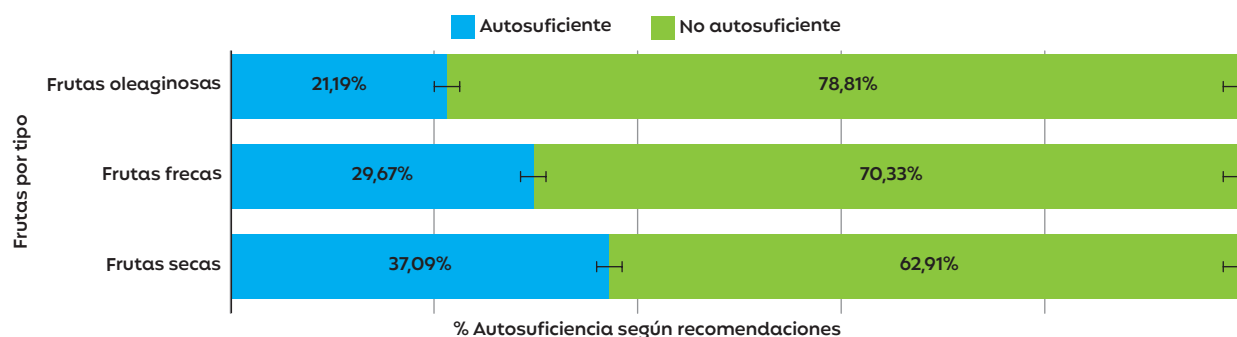 Autosuficiente No autosuficiente
Frutas por tipo
Frutas oleaginosas 21,19% 78,81%
Frutas frecas 29,67% 70,33%
Frutas secas 37,09% 62,91%
% Autosuficiencia según recomendaciones